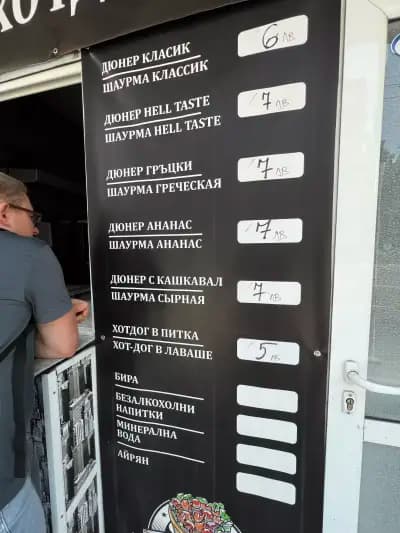 ДЮНЕР КЛАСИК 6 лв
ШАУРМА КЛАССИК
ДЮНЕР HELL TASTE 7 лв
ШАУРМА HELL TASTE
ДЮНЕР ГРЪЦКИ 7 лв
ШАУРМА ГРЕЧЕСКАЯ
ДЮНЕР АНАНАС 7 лв
ШАУРМА АНАНАС
ДЮНЕР С КАШКАВАЛ 7 лв
ШАУРМА СЫРНАЯ
ХОТДОГ В ПИТКА 5 лв
ХОТ-ДОГ В ЛАВАШЕ
БИРА
БЕЗАЛКОХОЛНИ
НАПИТКИ
МИНЕРАЛНА
ВОДА
АЙРЯН